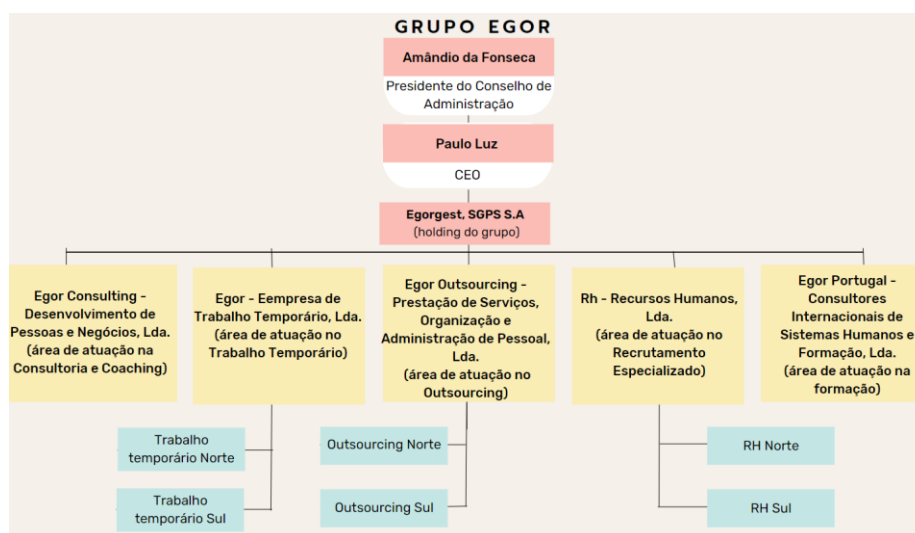 GRUPO EGOR
Amândio da Fonseca
Presidente do Conselho de
Administração
Paulo Luz
CEO
Egorgest, SGPS S.A
(holding do grupo)
Egor Consulting -
Desenvolvimento de
Pessoas e Negócios, Lda.
(área de atuação na
Consultoria e Coaching)
Egor - Eempresa de
Trabalho Temporário, Lda.
(área de atuação no
Trabalho Temporário)
Egor Outsourcing -
Prestação de Serviços,
Organização e
Administração de Pessoal,
Lda.
(área de atuação no
Outsourcing)
Rh - Recursos Humanos,
Lda.
(área de atuação no
Recrutamento
Especializado)
Egor Portugal -
Consultores
Internacionais de
Sistemas Humanos e
Formação, Lda.
(área de atuação na
formação)
Trabalho
temporário Norte
Trabalho
temporário Sul
Outsourcing Norte
Outsourcing Sul
RH Norte
RH Sul